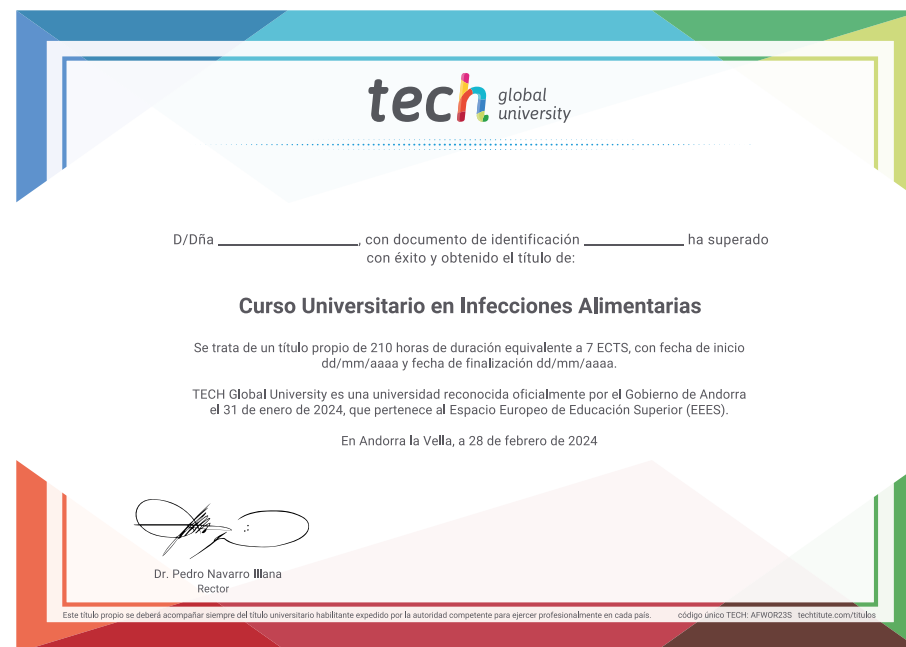 tech global university
D/Dña ____________________, con documento de identificación ______________ ha superado
con éxito y obtenido el título de:
Curso Universitario en Infecciones Alimentarias
Se trata de un título propio de 210 horas de duración equivalente a 7 ECTS, con fecha de inicio
dd/mm/aaaa y fecha de finalización dd/mm/aaaa.
TECH Global University es una universidad reconocida oficialmente por el Gobierno de Andorra
el 31 de enero de 2024, que pertenece al Espacio Europeo de Educación Superior (EEES).
En Andorra la Vella, a 28 de febrero de 2024
Dr. Pedro Navarro Illana
Rector
Este título propio se deberá acompañar siempre del título universitario habilitante expedido por la autoridad competente para ejercer profesionalmente en cada país. código único TECH: AFWOR23S techtitute.com/titulos